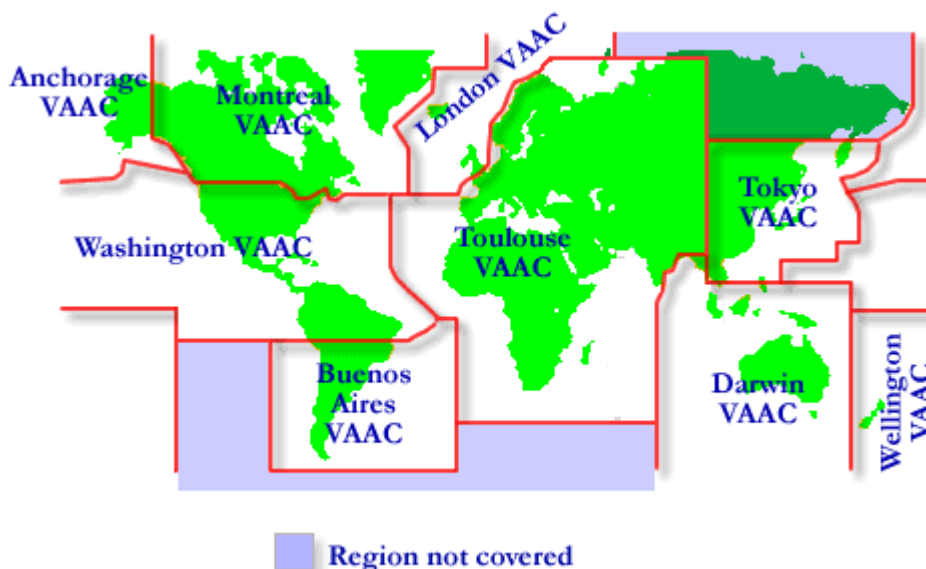 Anchorage
VAAC
Montreal
VAAC
London VAAC
Washington VAAC
Toulouse
VAAC
Tokyo
VAAC
Buenos
Aires
VAAC
Darwin
VAAC
Wellington
VAAC
Region not covered